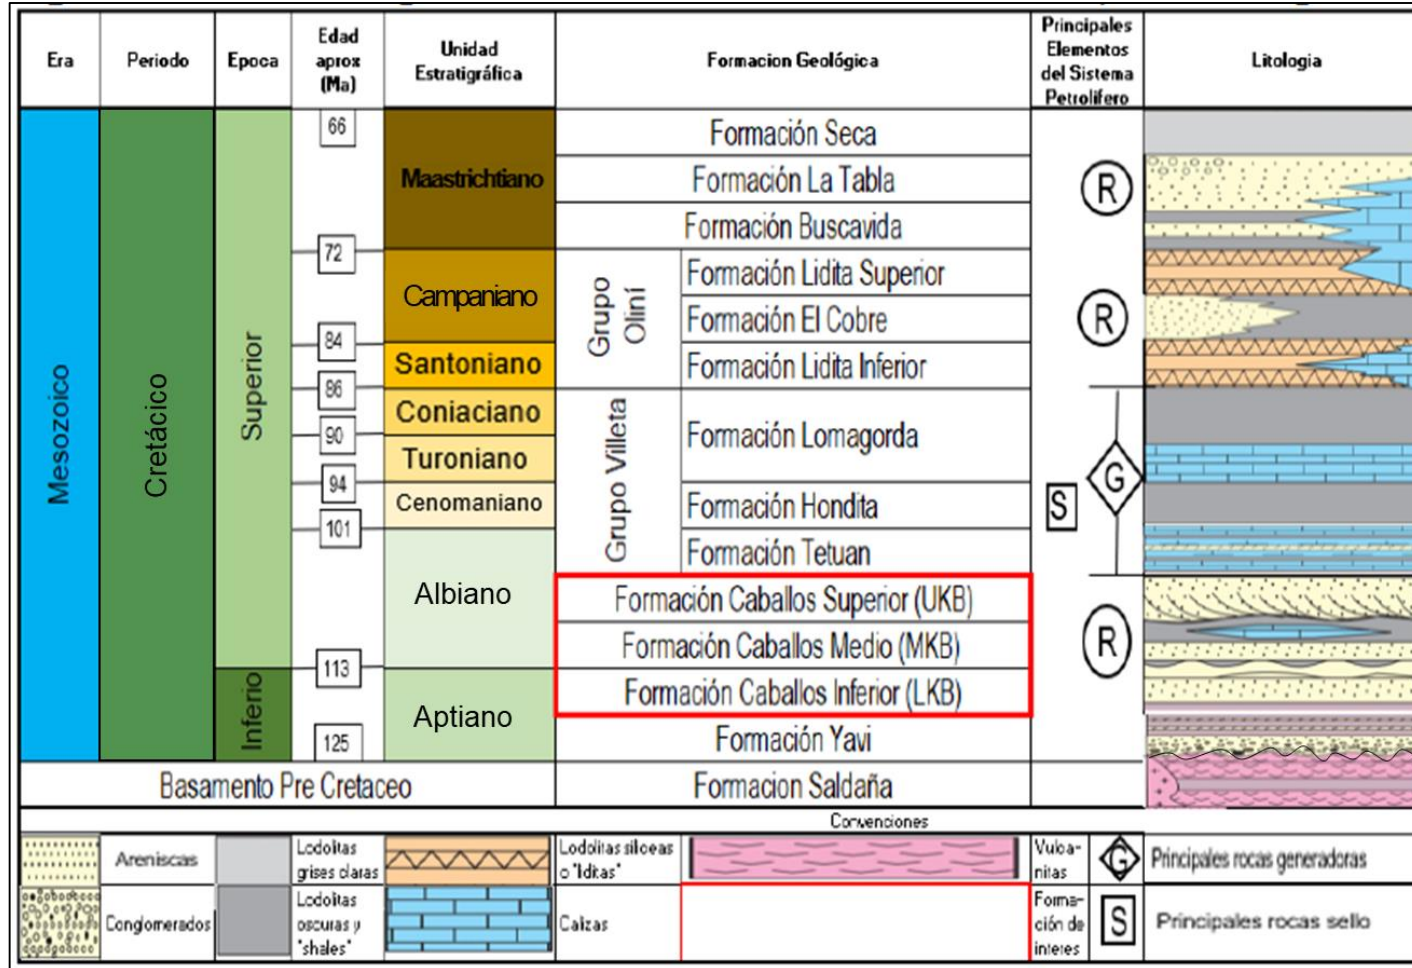 Era
Periodo
Epoca
Edad
aprox
(Ma)
Unidad
Estratigráfica
Formacion Geológica
Principales
Elementos
del Sistema
Petrolífero
Litologia
Mesozoico
Cretácico
Superior
Inferio
66
72
84
86
90
94
101
113
125
Maastrichtiano
Campaniano
Santoniano
Coniaciano
Turoniano
Cenomaniano
Albiano
Aptiano
Formación Seca
Formación La Tabla
Formación Buscavida
Grupo
Oliní
Formación Lidita Superior
Formación El Cobre
Formación Lidita Inferior
Grupo Villeta
Formación Lomagorda
Formación Hondita
Formación Tetuan
Formación Caballos Superior (UKB)
Formación Caballos Medio (MKB)
Formación Caballos Inferior (LKB)
Formación Yavi
Basamento Pre Cretaceo
Formacion Saldaña
R
R
G
S
R
Convenciones
Areniscas
Lodolitas
grises claras
Lodolitas siliceas
o "liditas"
Vulca-
nitas
G
Principales rocas generadoras
Conglomerados
Lodolitas
oscuras y
"shales"
Calizas
Forma-
ción de
interes
S
Principales rocas sello